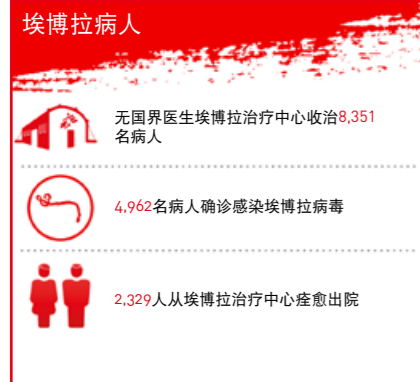 埃博拉病人
无国界医生埃博拉治疗中心收治8,351
名病人
4,962名病人确诊感染埃博拉病毒
2,329人从埃博拉治疗中心痊愈出院